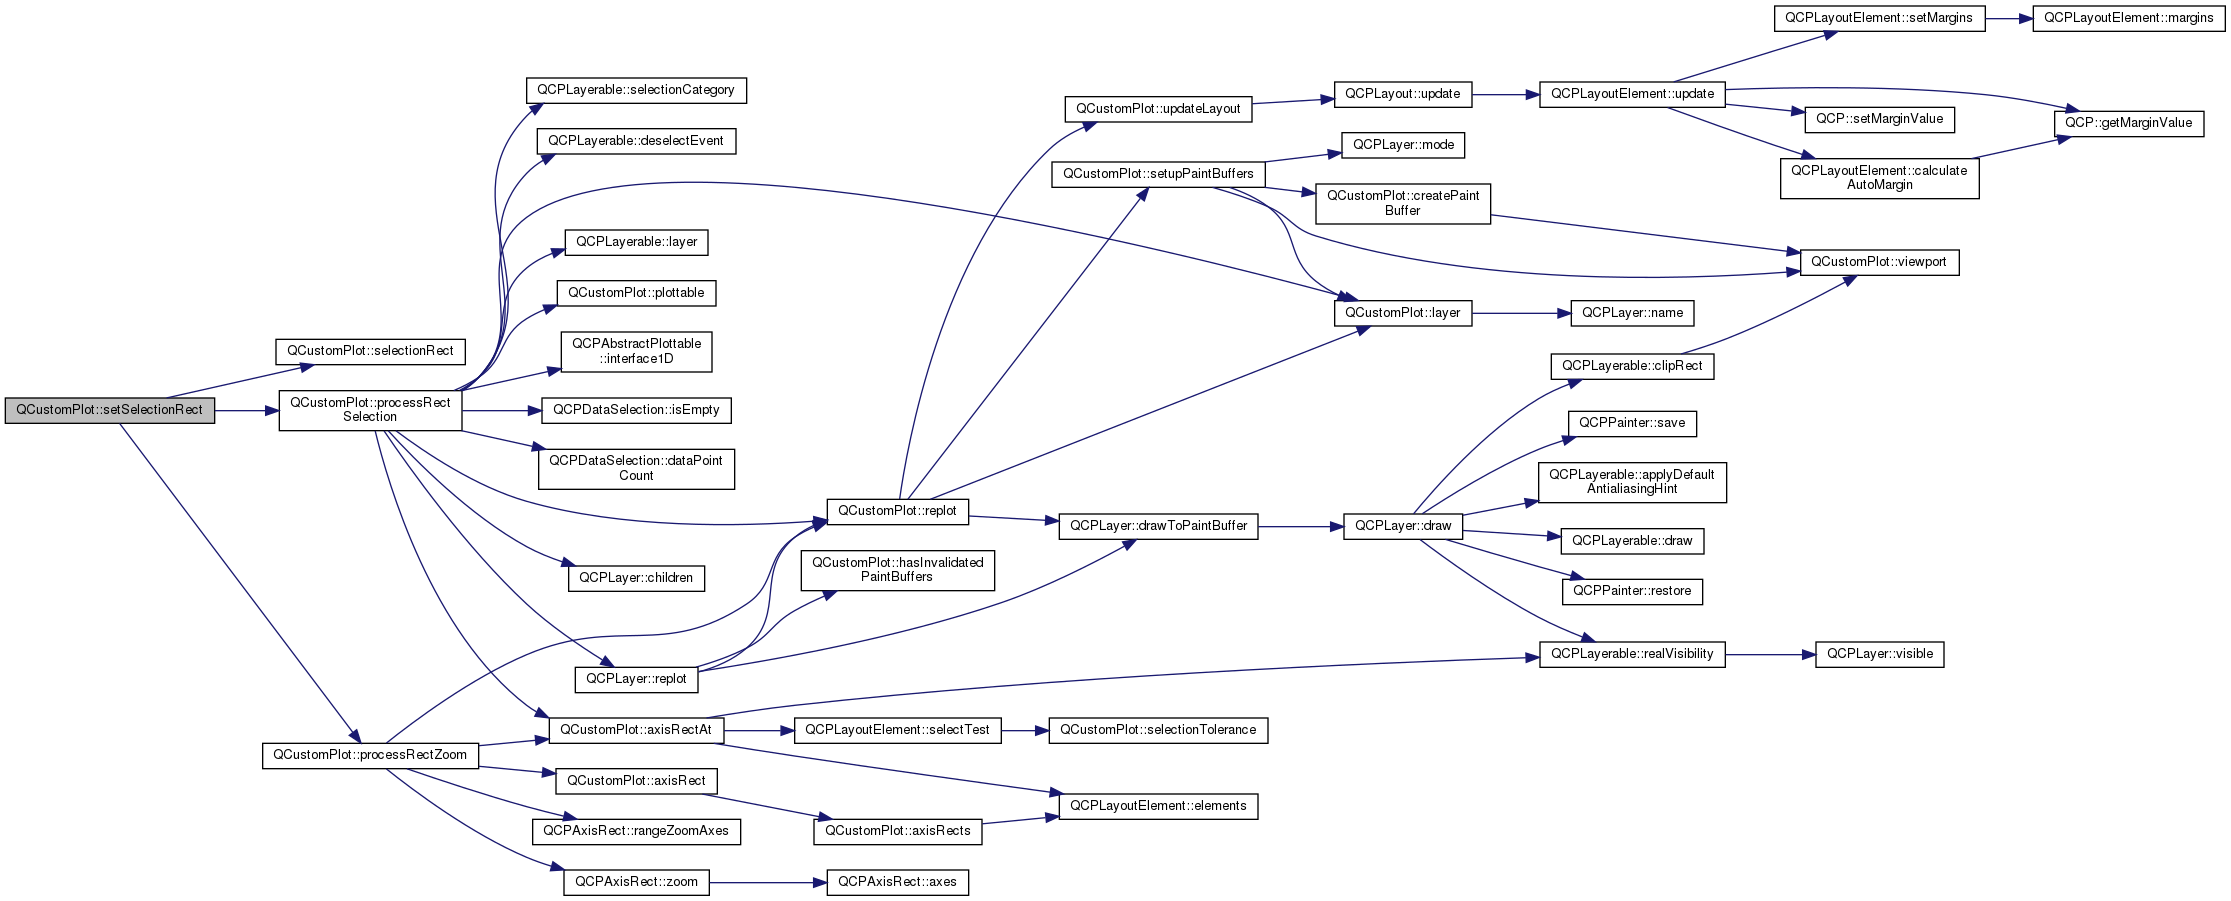 QCustomPlot::setSelectionRect
QCustomPlot::selectionRect
QCustomPlot::processRect
Selection
QCustomPlot::processRectZoom
QCPLayerable::selectionCategory
QCPLayerable::deselectEvent
QCPLayerable::layer
QCustomPlot::plottable
QCPAbstractPlottable
::interface1D
QCPDataSelection::isEmpty
QCPDataSelection::dataPoint
Count
QCPLayer::children
QCPLayer::replot
QCustomPlot::axisRectAt
QCustomPlot::axisRect
QCPAxisRect::rangeZoomAxes
QCPAxisRect::zoom
QCustomPlot::replot
QCustomPlot::hasInvalidated
PaintBuffers
QCPLayoutElement::selectTest
QCustomPlot::axisRects
QCPAxisRect::axes
QCustomPlot::updateLayout
QCustomPlot::setupPaintBuffers
QCPLayer::drawToPaintBuffer
QCustomPlot::selectionTolerance
QCPLayoutElement::elements
QCPLayout::update
QCPLayer::mode
QCustomPlot::createPaint
Buffer
QCustomPlot::layer
QCPLayer::draw
QCPLayoutElement::update
QCPLayer::name
QCPLayerable::clipRect
QCPPainter::save
QCPLayerable::applyDefault
AntialiasingHint
QCPLayerable::draw
QCPPainter::restore
QCPLayerable::realVisibility
QCPLayoutElement::setMargins
QCP::setMarginValue
QCPLayoutElement::calculate
AutoMargin
QCustomPlot::viewport
QCPLayer::visible
QCPLayoutElement::margins
QCP::getMarginValue